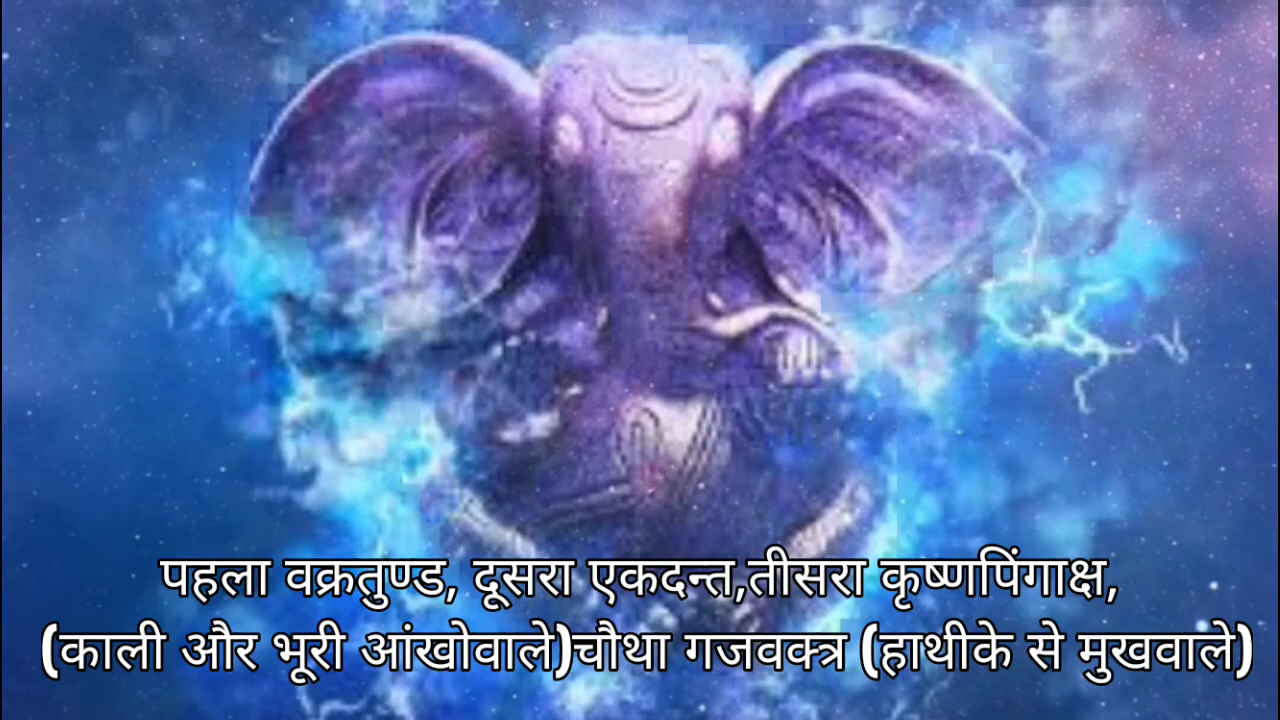 पहला वक्रतुण्ड, दूसरा एकदन्त,तीसरा कृष्णपिंगाक्ष,
(काली और भूरी आंखोवाले)चौथा गजवक्त्र (हाथीके से मुखवाले)